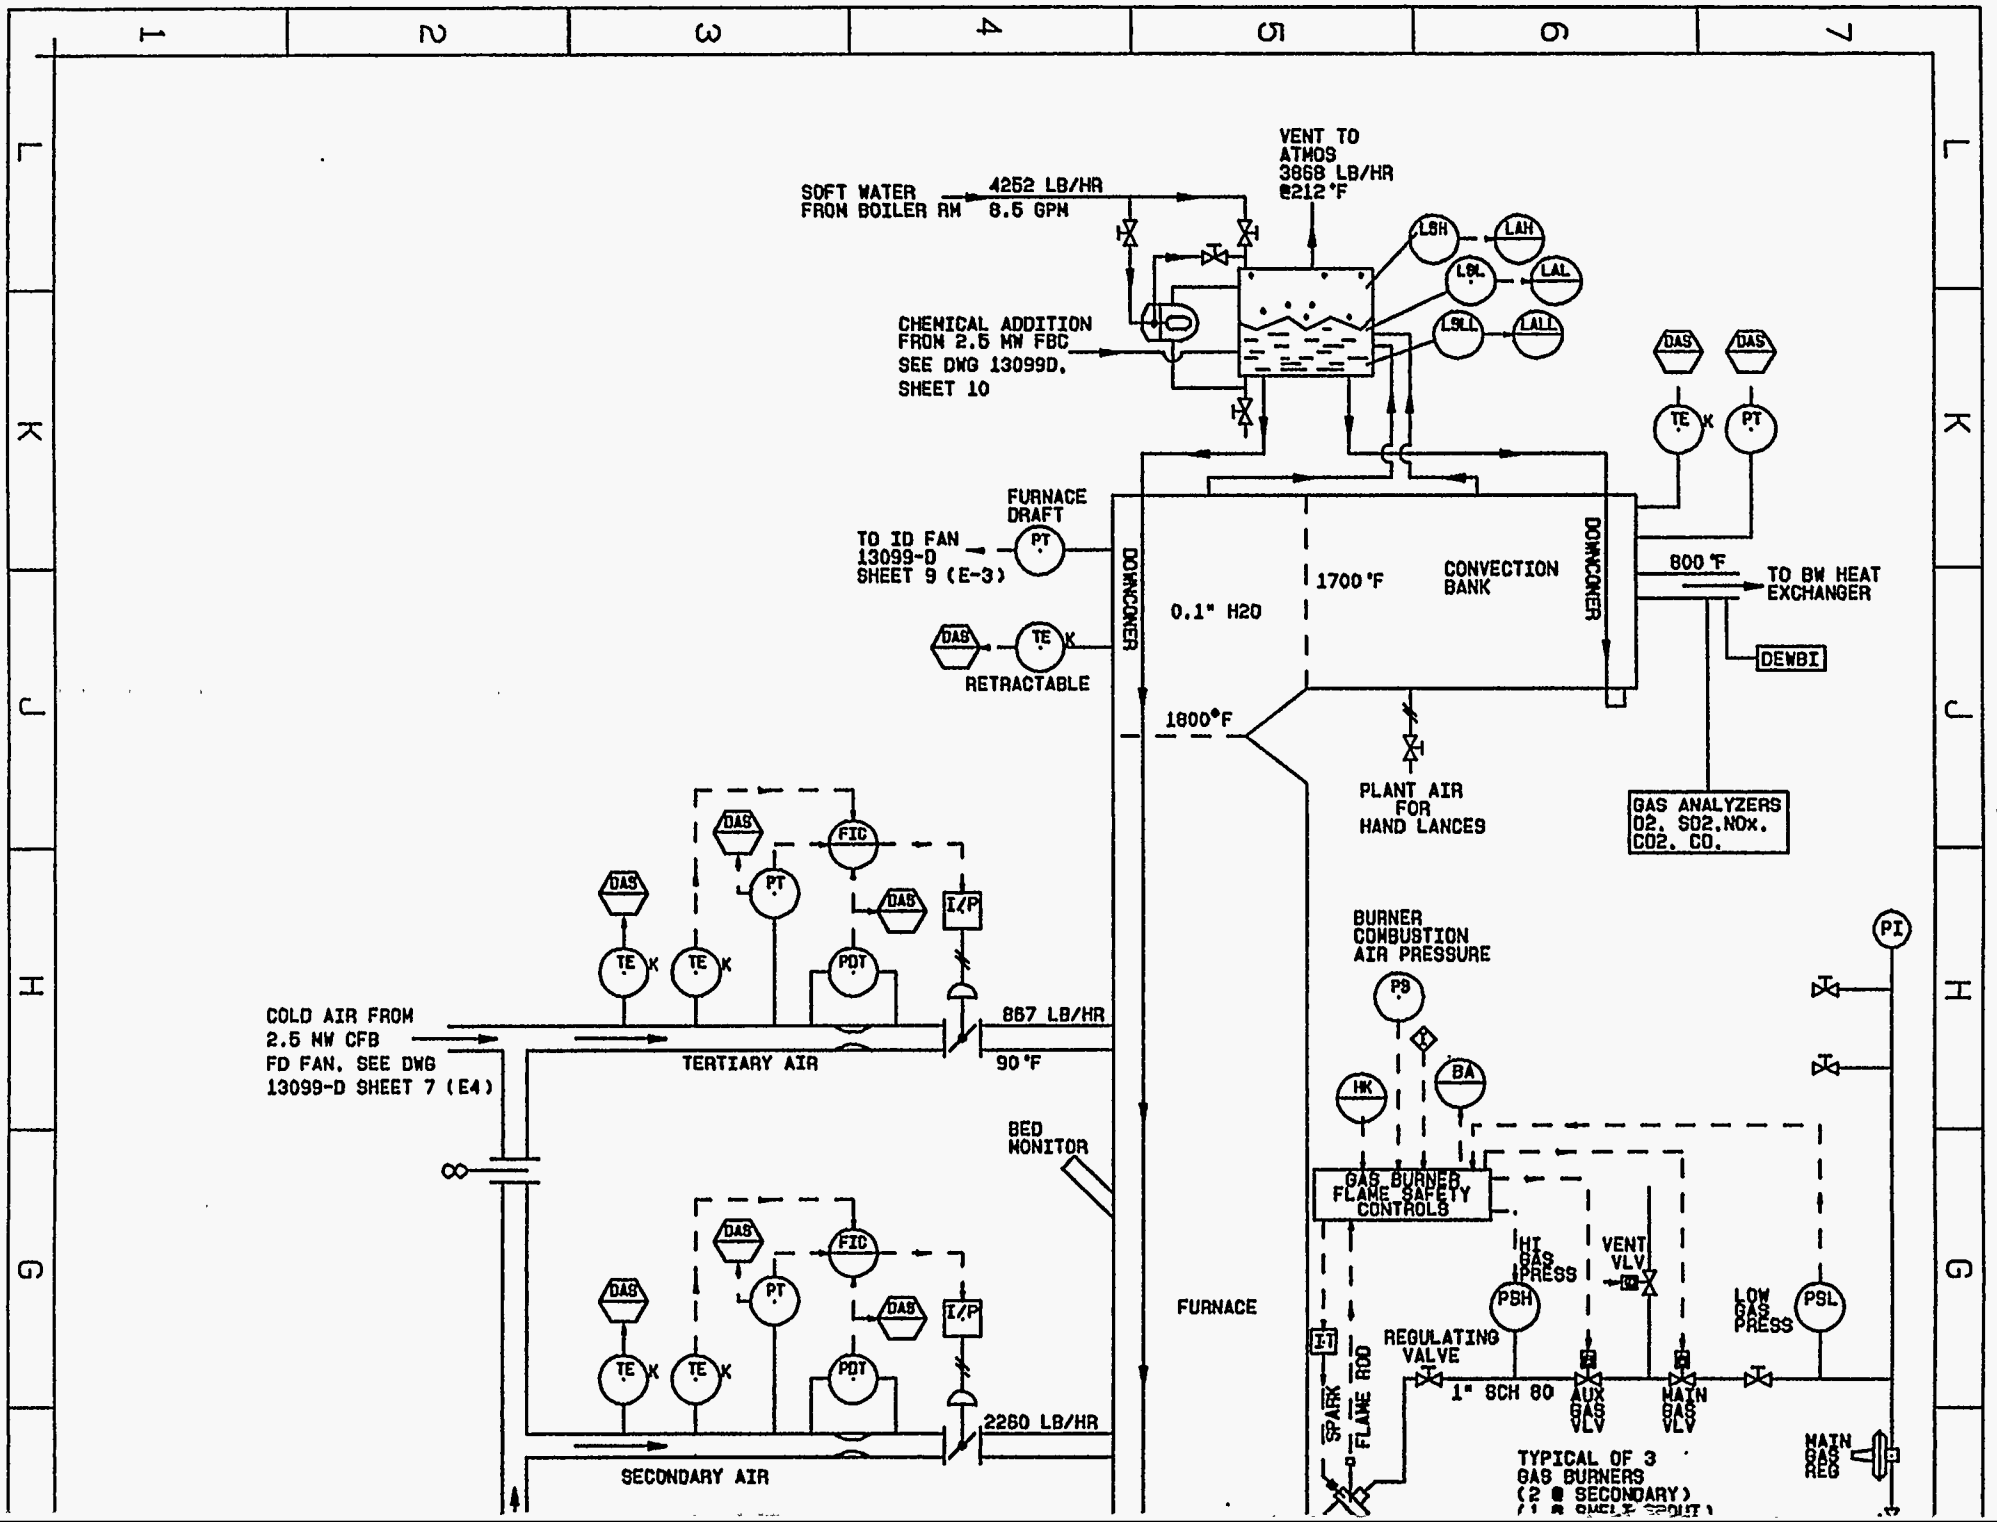 1
2
3
4
5
6
7
L
L
VENT TO
ATMOS
3868 LB/HR
@212°F
SOFT WATER
FROM BOILER RM
4252 LB/HR
8.5 GPM
LSH
LAH
LSL
LAL
LSLL
LALL
CHEMICAL ADDITION
FROM 2.5 MW FBC
SEE DWG 13099D,
SHEET 10
DAS
DAS
K
TE
K
PT
K
FURNACE
DRAFT
TO ID FAN
13099-D
SHEET 9 (E-3)
PT
DOWNCOMER
1700°F
CONVECTION
BANK
DOWNCOMER
800°F
TO BW HEAT
EXCHANGER
0.1" H2O
DAS
TE
K
RETRACTABLE
DEWBI
J
1800°F
J
PLANT AIR
FOR
HAND LANCES
GAS ANALYZERS
O2, SO2,NOx,
CO2, CO,
DAS
FIC
DAS
PT
DAS
I/P
TE
K
TE
K
PDT
BURNER
COMBUSTION
AIR PRESSURE
PI
PS
H
H
COLD AIR FROM
2.5 MW CFB
FD FAN, SEE DWG
13099-D SHEET 7 (E4)
867 LB/HR
TERTIARY AIR
90°F
I
HK
BA
BED
MONITOR
8
GAS BURNER
FLAME SAFETY
CONTROLS
DAS
FIC
DAS
PT
DAS
I/P
TE
K
TE
K
PDT
G
HI
GAS
PRESS
VENT
VLV
G
PSH
LOW
GAS
PRESS
PSL
FURNACE
REGULATING
VALVE
SPARK
FLAME ROD
1" SCH 80
AUX
GAS
VLV
MAIN
GAS
VLV
2260 LB/HR
SECONDARY AIR
MAIN
GAS
REG
TYPICAL OF 3
GAS BURNERS
(2 @ SECONDARY)
(1 @ SMELT SPOUT)